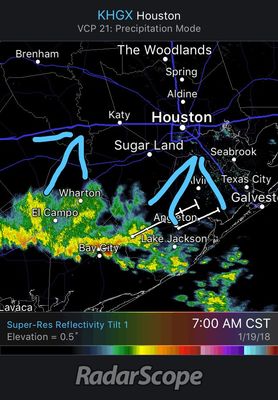 KHGX Houston
VCP 21: Precipitation Mode
Brenham
The Woodlands
Spring
Aldine
Katy
Houston
Sugar Land
Seabrook
Texas City
Alvin
Galvest
Wharton
El Campo
Angleton
Lake Jackson
Bay City
Lavaca
Super-Res Reflectivity Tilt 1
7:00 AM CST
Elevation = 0.5°
1/19/18
RadarScope